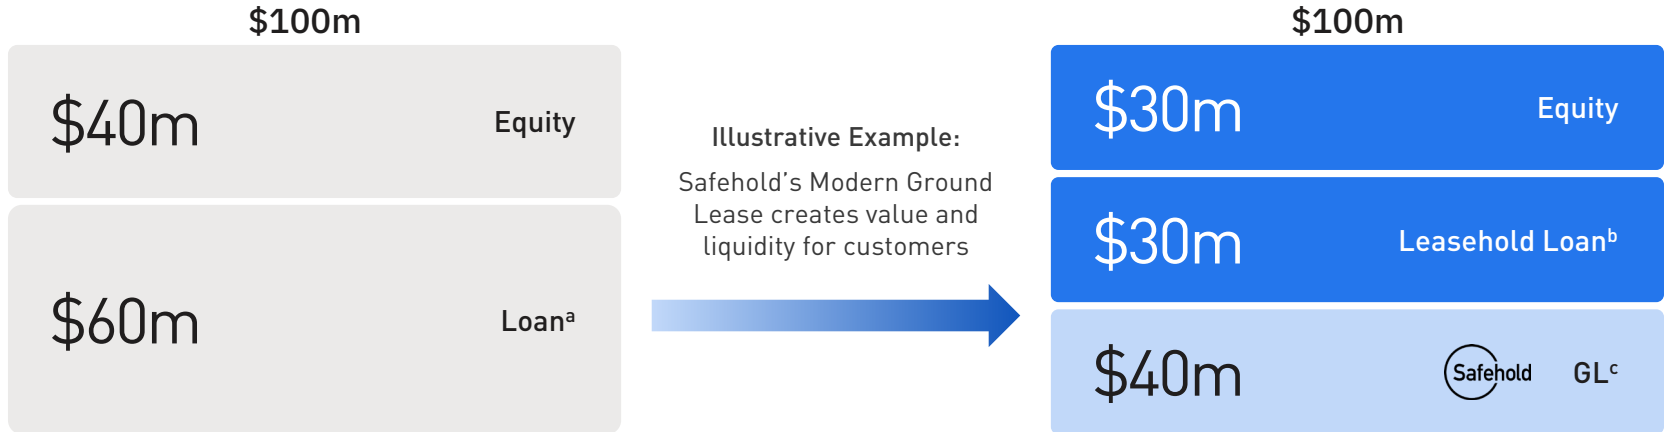 $100m
$40m Equity
$60m Loanᵃ
Illustrative Example:
Safehold’s Modern Ground
Lease creates value and
liquidity for customers
$100m
$30m Equity
$30m Leasehold Loanᵇ
$40m Safehold GLᶜ